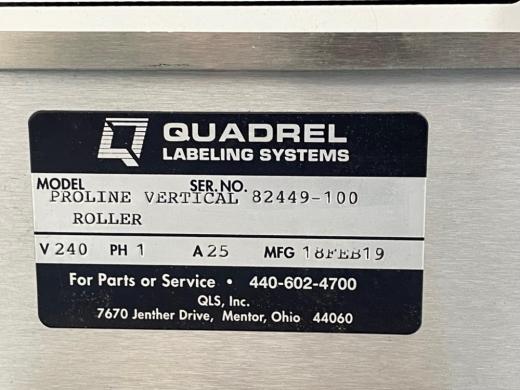 QUADREL
LABELING SYSTEMS
MODEL SER. NO.
PROLINE VERTICAL 82449-100
ROLLER
V 240 PH 1 A 25 MFG 18FEB19
For Parts or Service • 440-602-4700
QLS, Inc.
7670 Jenther Drive, Mentor, Ohio 44060